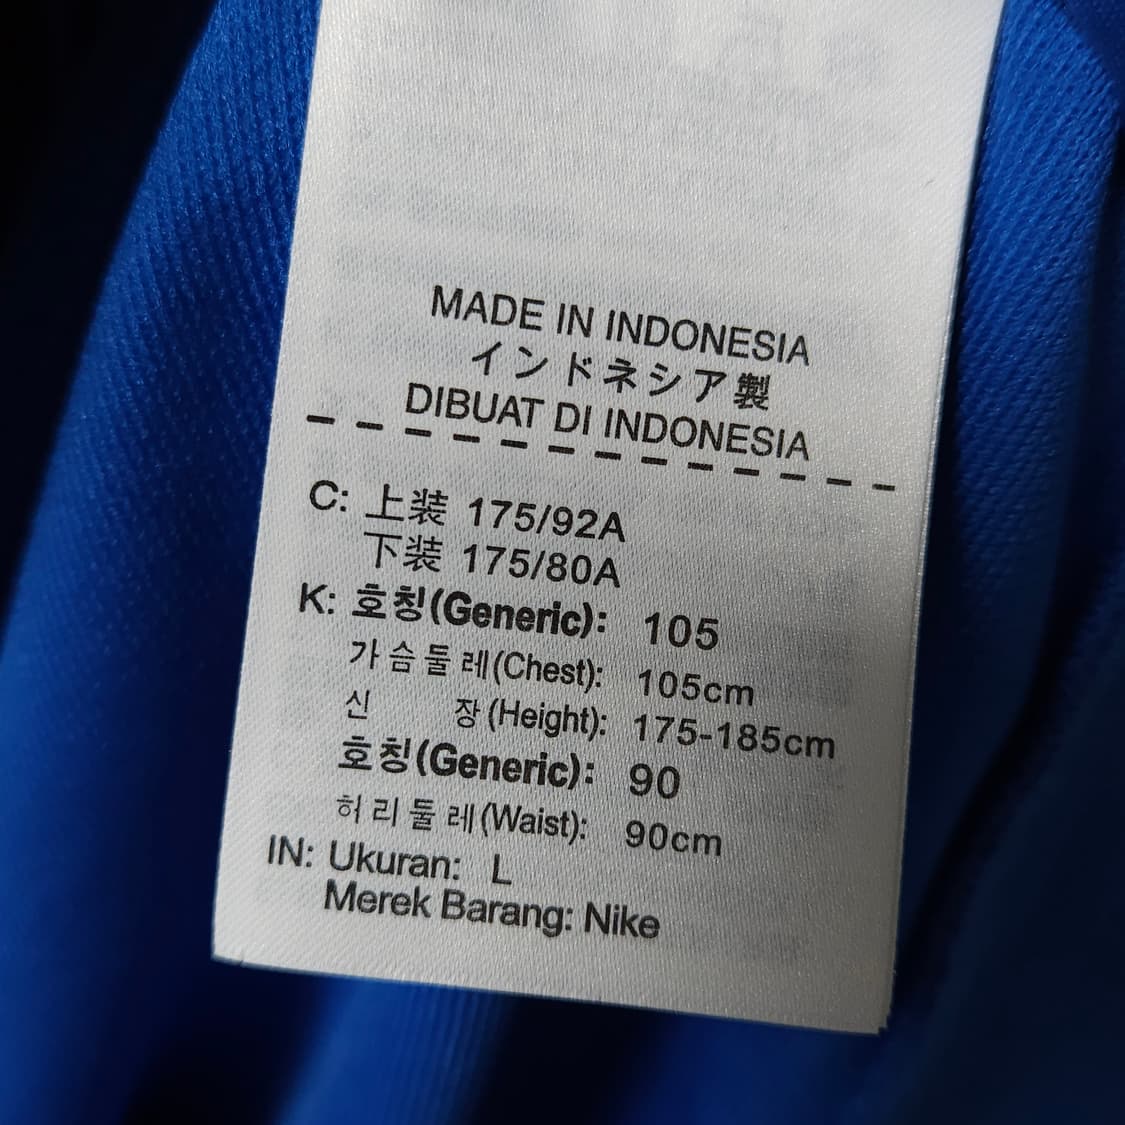 MADE IN INDONESIA
インドネシア製
DIBUAT DI INDONESIA
C: 上装 175/92A
下装 175/80A
K: 호칭(Generic): 105
가슴둘레(Chest): 105cm
신 장(Height): 175-185cm
호칭(Generic): 90
허리둘레(Waist): 90cm
IN: Ukuran: L
Merek Barang: Nike